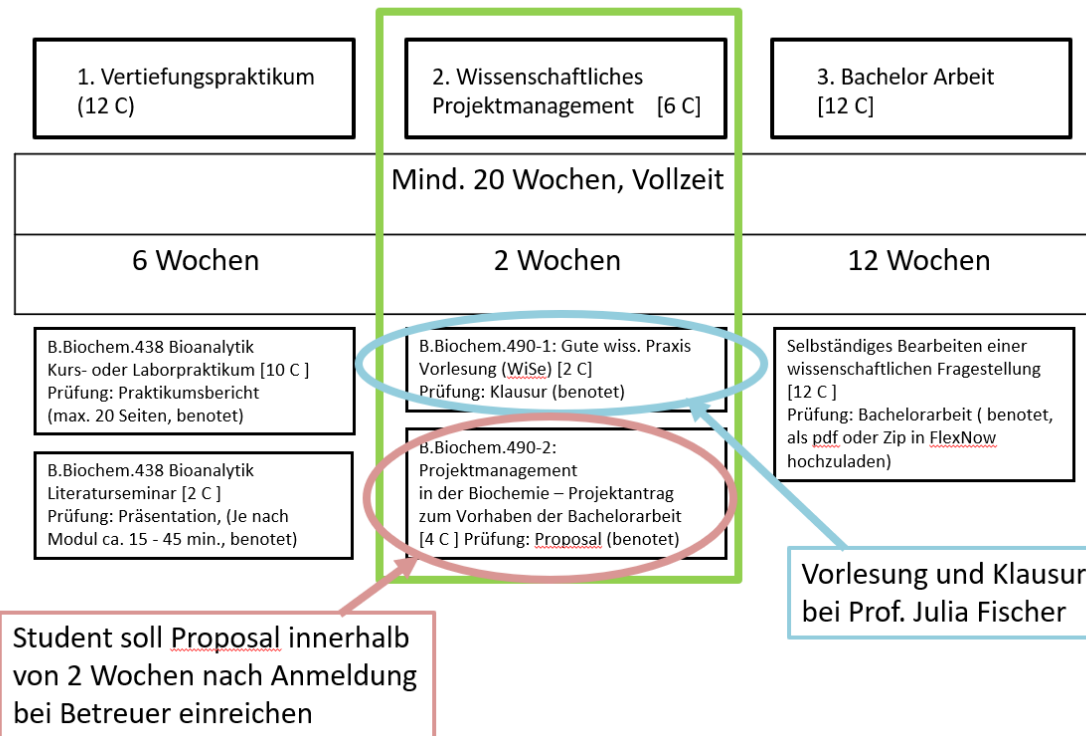 1. Vertiefungspraktikum
(12 C)
2. Wissenschaftliches
Projektmanagement [6 C]
3. Bachelor Arbeit
[12 C]
Mind. 20 Wochen, Vollzeit
6 Wochen
2 Wochen
12 Wochen
B.Biochem.438 Bioanalytik
Kurs- oder Laborpraktikum [10 C ]
Prüfung: Praktikumsbericht
(max. 20 Seiten, benotet)
B.Biochem.438 Bioanalytik
Literaturseminar [2 C ]
Prüfung: Präsentation, (Je nach
Modul ca. 15 - 45 min., benotet)
B.Biochem.490-1: Gute wiss. Praxis
Vorlesung (WiSe) [2 C]
Prüfung: Klausur (benotet)
B.Biochem.490-2:
Projektmanagement
in der Biochemie – Projektantrag
zum Vorhaben der Bachelorarbeit
[4 C ] Prüfung: Proposal (benotet)
Selbständiges Bearbeiten einer
wissenschaftlichen Fragestellung
[12 C ]
Prüfung: Bachelorarbeit ( benotet,
als pdf oder Zip in FlexNow
hochzuladen)
Vorlesung und Klausur
bei Prof. Julia Fischer
Student soll Proposal innerhalb
von 2 Wochen nach Anmeldung
bei Betreuer einreichen